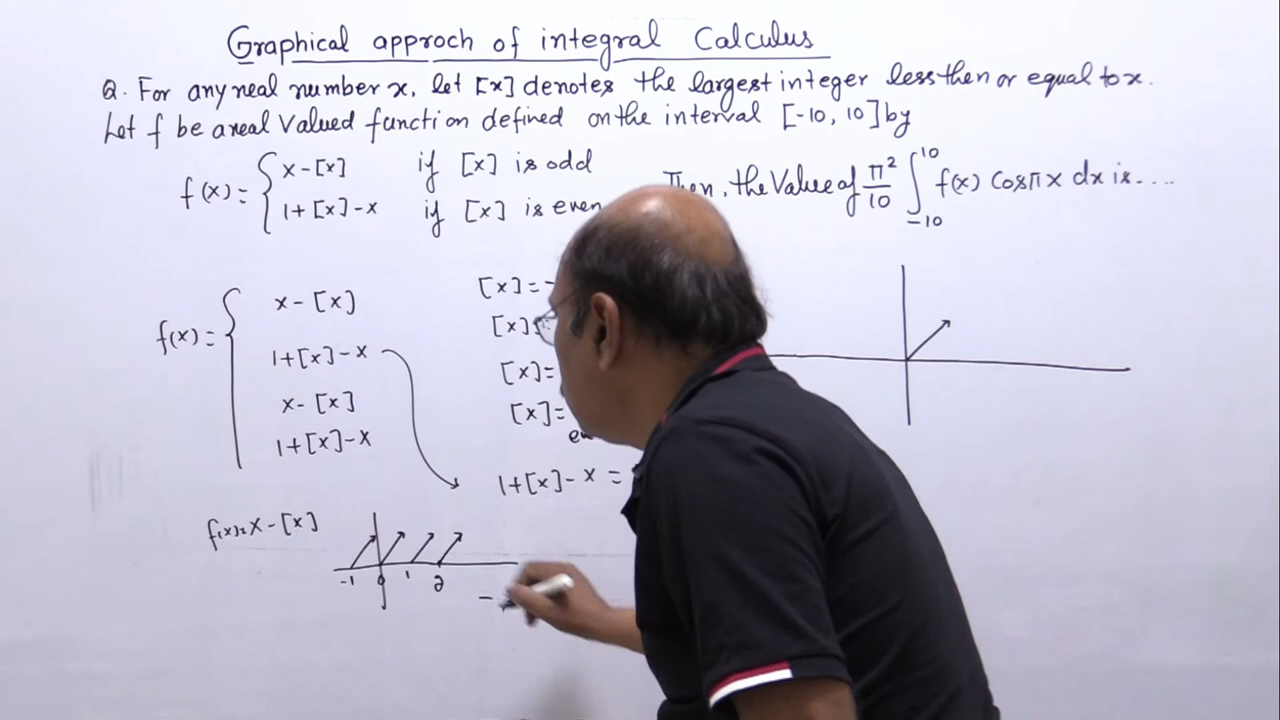 Graphical approch of integral Calculus
Q. For any real number x, let [x] denotes the largest integer less then or equal to x.
Let f be a real Valued function defined on the interval [-10, 10] by
f(x) = { x-[x] if [x] is odd
1+[x]-x if [x] is even
Then, the Value of π²/10 ∫_{-10}^{10} f(x) Cosπx dx is....
f(x) = { x-[x] [x]=-
1+[x]-x [x]
x-[x] [x]=
1+[x]-x [x]=
1+[x]-x =
f(x)=x-[x]
-1 0 1 2
-